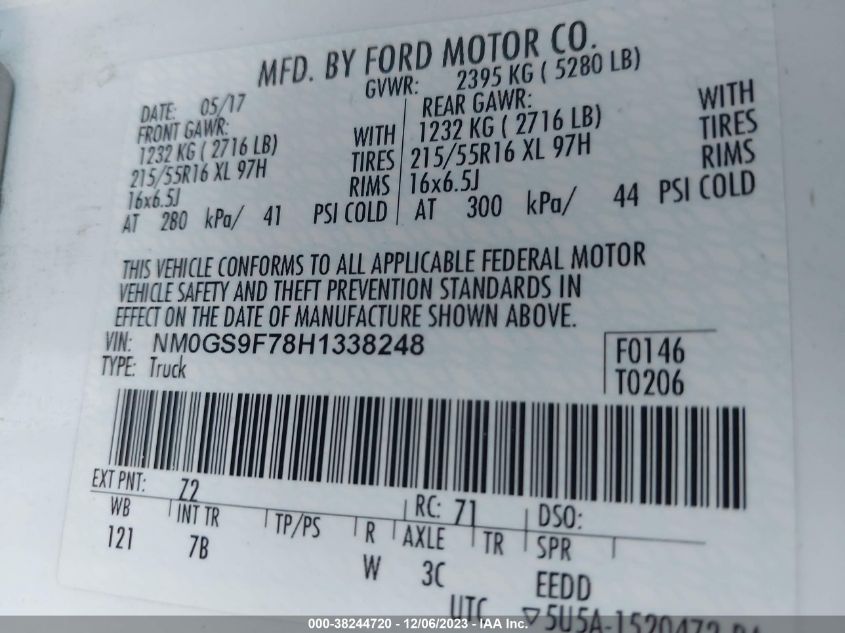 MFD. BY FORD MOTOR CO.
DATE: 05/17 GVWR: 2395 KG ( 5280 LB)
FRONT GAWR: REAR GAWR:
1232 KG ( 2716 LB) WITH 1232 KG ( 2716 LB) WITH
215/55R16 XL 97H TIRES 215/55R16 XL 97H TIRES
16x6.5J RIMS 16x6.5J RIMS
AT 280 kPa/ 41 PSI COLD AT 300 kPa/ 44 PSI COLD
THIS VEHICLE CONFORMS TO ALL APPLICABLE FEDERAL MOTOR
VEHICLE SAFETY AND THEFT PREVENTION STANDARDS IN
EFFECT ON THE DATE OF MANUFACTURE SHOWN ABOVE.
VIN: NM0GS9F78H1338248 F0146
TYPE: Truck T0206
EXT PNT: Z2 RC: 71 DSO:
WB INT TR TP/PS R AXLE TR SPR
121 7B W 3C EEDD
UTC ▽5U5A-1520472-
000-38244720 - 12/06/2023 - IAA Inc.